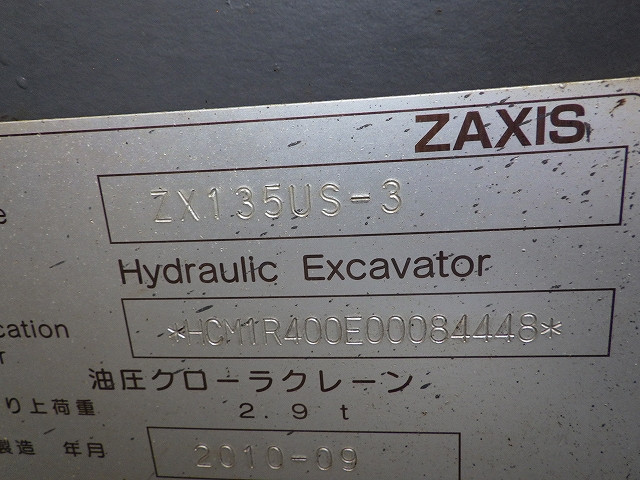 ZAXIS
e ZX135US-3
Hydraulic Excavator
cation
r *HCM1R400E00084448*
油圧クローラクレーン
り上荷重 2.9 t
製造 年月 2010-09